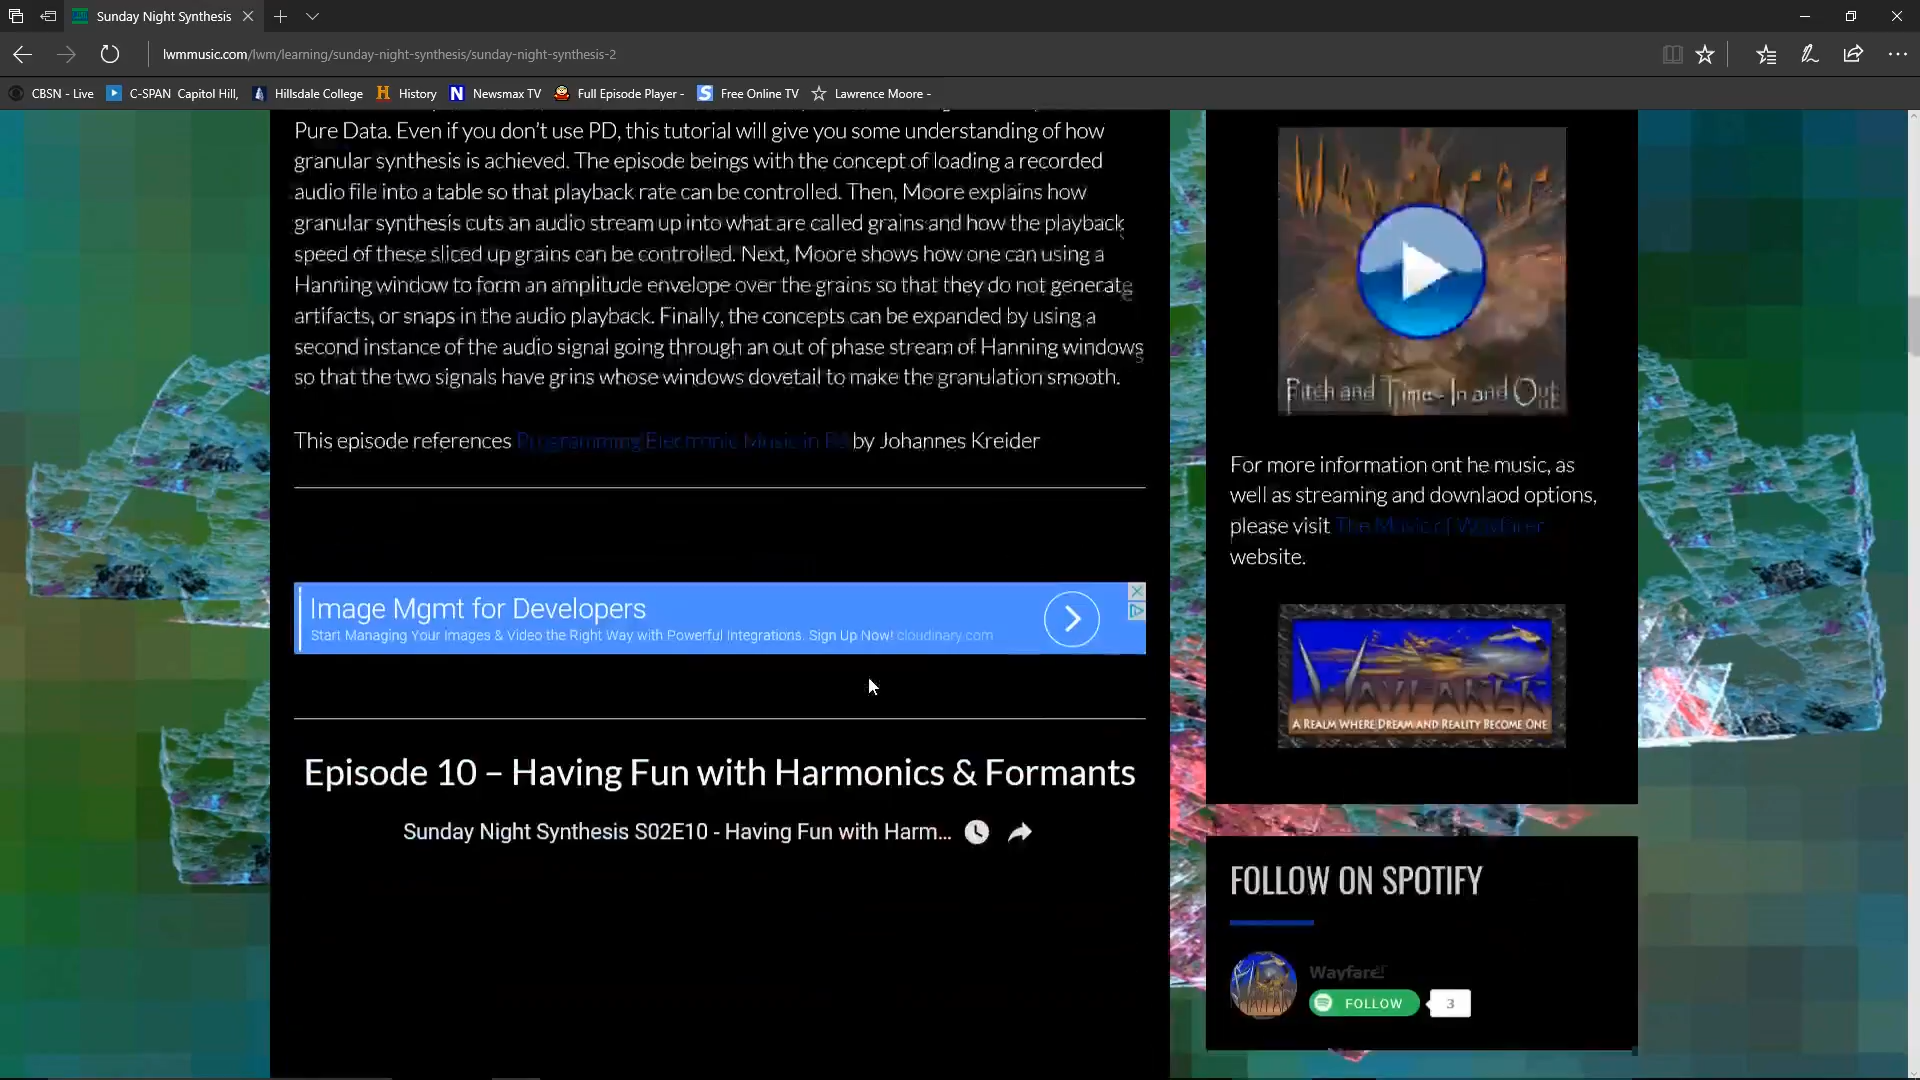 Sunday Night Synthesis
lwmmusic.com/lwm/learning/sunday-night-synthesis/sunday-night-synthesis-2
CBSN - Live C-SPAN Capitol Hill, Hillsdale College History Newsmax TV Full Episode Player - Free Online TV Lawrence Moore -
Pure Data. Even if you don't use PD, this tutorial will give you some understanding of how
granular synthesis is achieved. The episode beings with the concept of loading a recorded
audio file into a table so that playback rate can be controlled. Then, Moore explains how
granular synthesis cuts an audio stream up into what are called grains and how the playback
speed of these sliced up grains can be controlled. Next, Moore shows how one can using a
Hanning window to form an amplitude envelope over the grains so that they do not generate
artifacts, or snaps in the audio playback. Finally, the concepts can be expanded by using a
second instance of the audio signal going through an out of phase stream of Hanning windows
so that the two signals have grins whose windows dovetail to make the granulation smooth.
This episode references Programming Electronic Music in Pd by Johannes Kreider
Image Mgmt for Developers
Start Managing Your Images & Video the Right Way with Powerful Integrations. Sign Up Now! cloudinary.com
Episode 10 – Having Fun with Harmonics & Formants
Sunday Night Synthesis S02E10 - Having Fun with Harm...
Wayfarer
Pitch and Time - In and Out
For more information ont he music, as
well as streaming and downlaod options,
please visit The Music of Wayfarer
website.
WAYFARER
A REALM WHERE DREAM AND REALITY BECOME ONE
FOLLOW ON SPOTIFY
Wayfarer
FOLLOW 3